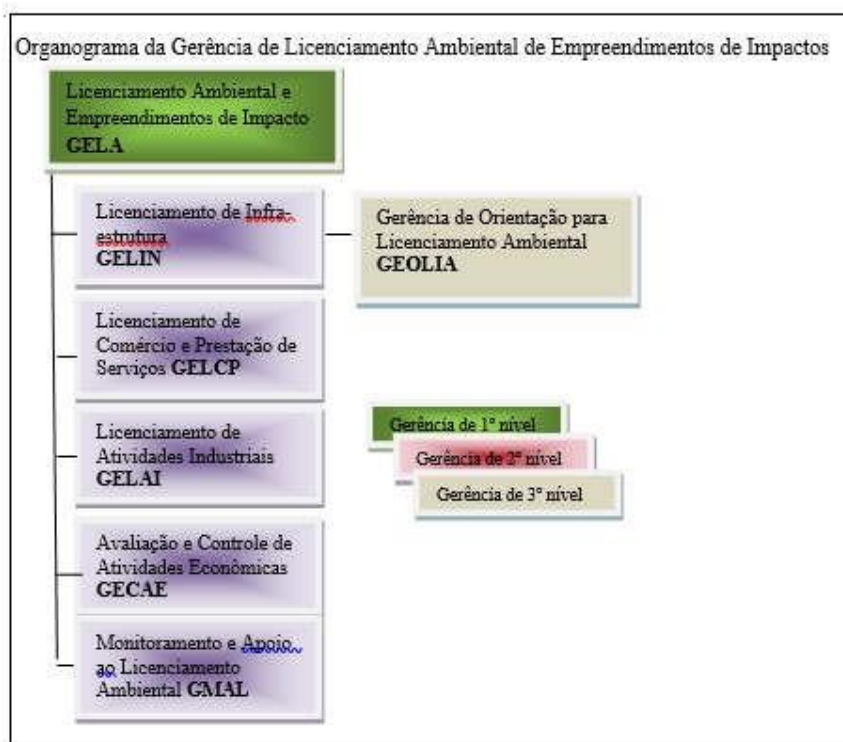 Organograma da Gerência de Licenciamento Ambiental de Empreendimentos de Impactos
Licenciamento Ambiental e
Empreendimentos de Impacto
GELA
Licenciamento de Infra-
estrutura
GELIN
Gerência de Orientação para
Licenciamento Ambiental
GEOLIA
Licenciamento de
Comércio e Prestação de
Serviços GELCP
Licenciamento de
Atividades Industriais
GELAI
Gerência de 1º nível
Gerência de 2º nível
Gerência de 3º nível
Avaliação e Controle de
Atividades Econômicas
GECAE
Monitoramento e Apoio
ao Licenciamento
Ambiental GMAL